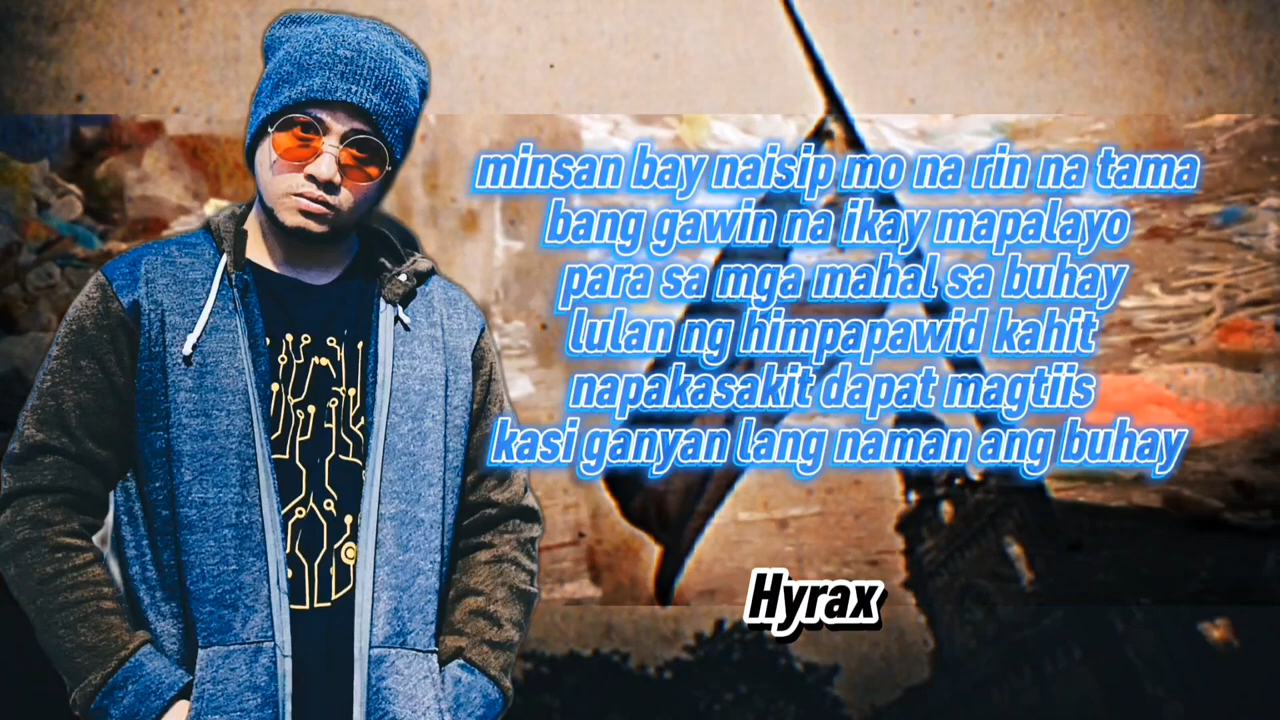 minsan bay naisip mo na rin na tama
bang gawin na ikay mapalayo
para sa mga mahal sa buhay
lulan ng himpapawid kahit
napakasakit dapat magtiis
kasi ganyan lang naman ang buhay
Hyrax